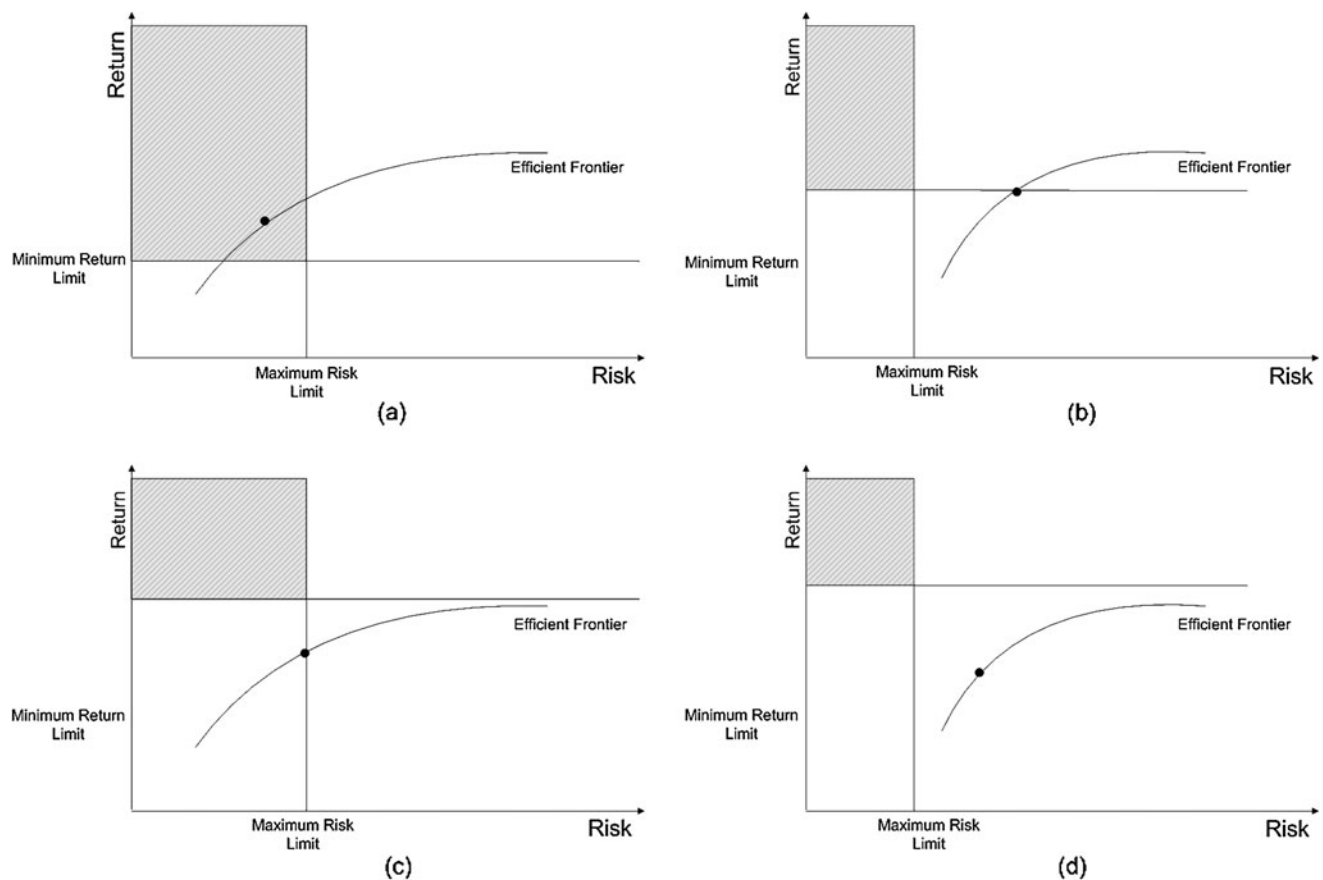 Return
Efficient Frontier
Minimum Return
Limit
Maximum Risk
Limit
Risk
(a)
Return
Efficient Frontier
Minimum Return
Limit
Maximum Risk
Limit
Risk
(b)
Return
Efficient Frontier
Minimum Return
Limit
Maximum Risk
Limit
Risk
(c)
Return
Efficient Frontier
Minimum Return
Limit
Maximum Risk
Limit
Risk
(d)